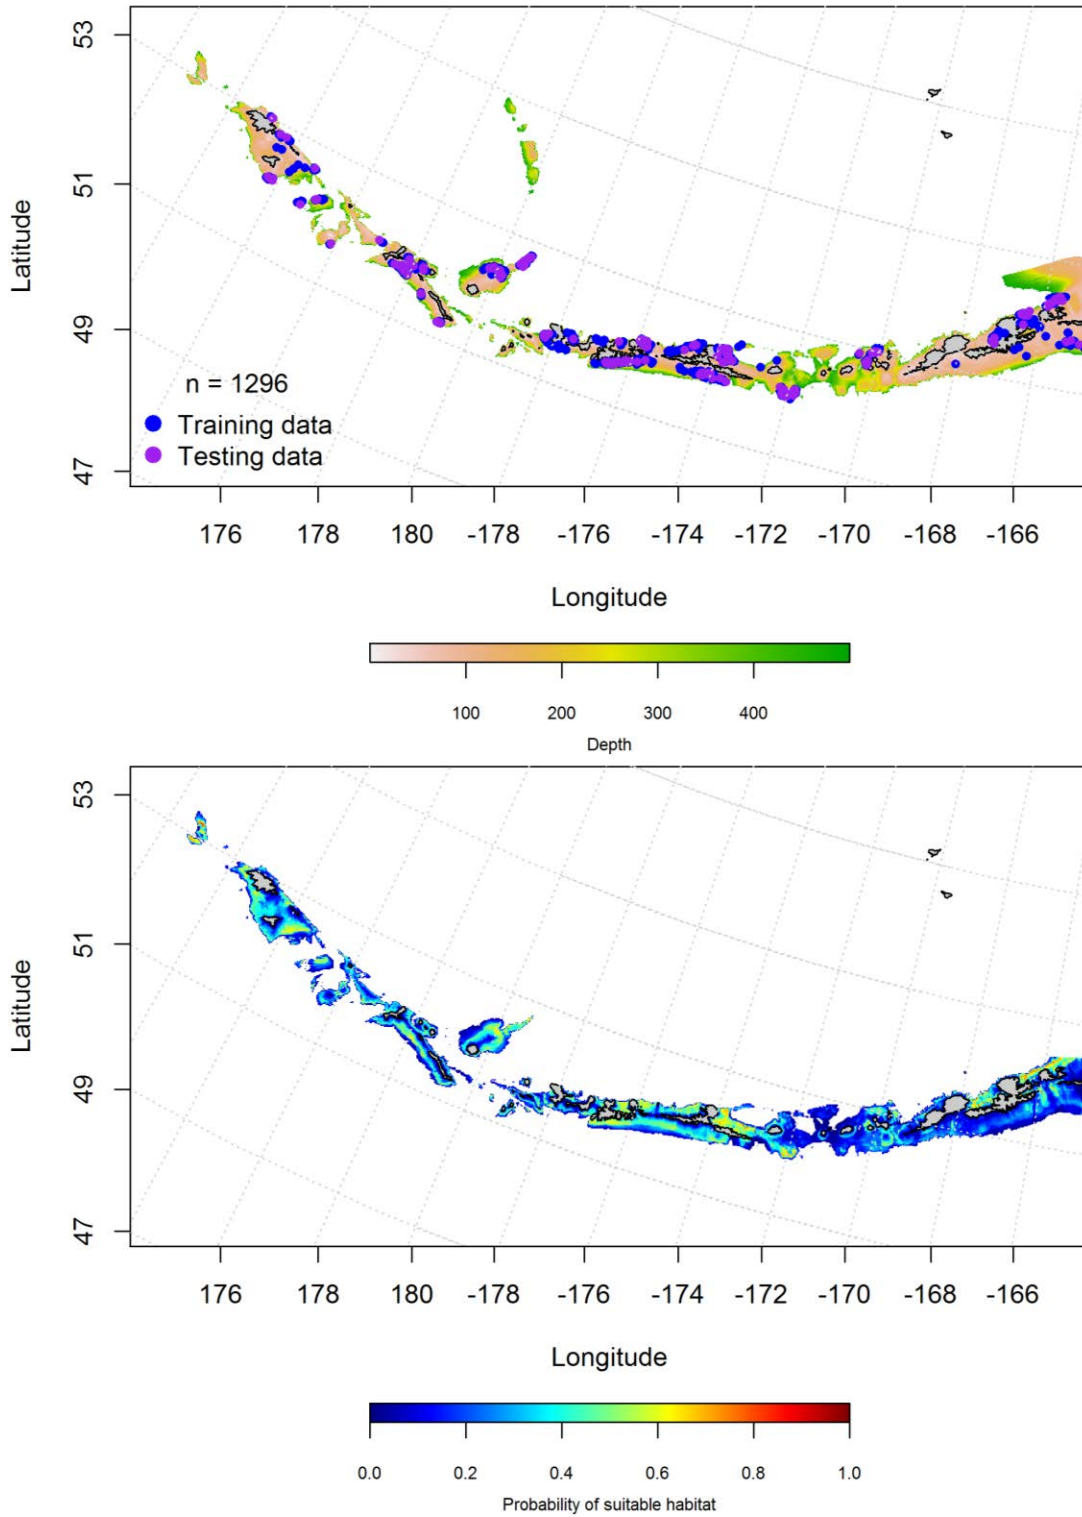 53
51
49
47
Latitude
n = 1296
Training data
Testing data
176 178 180 -178 -176 -174 -172 -170 -168 -166
Longitude
100 200 300 400
Depth
53
51
49
47
Latitude
176 178 180 -178 -176 -174 -172 -170 -168 -166
Longitude
0.0 0.2 0.4 0.6 0.8 1.0
Probability of suitable habitat